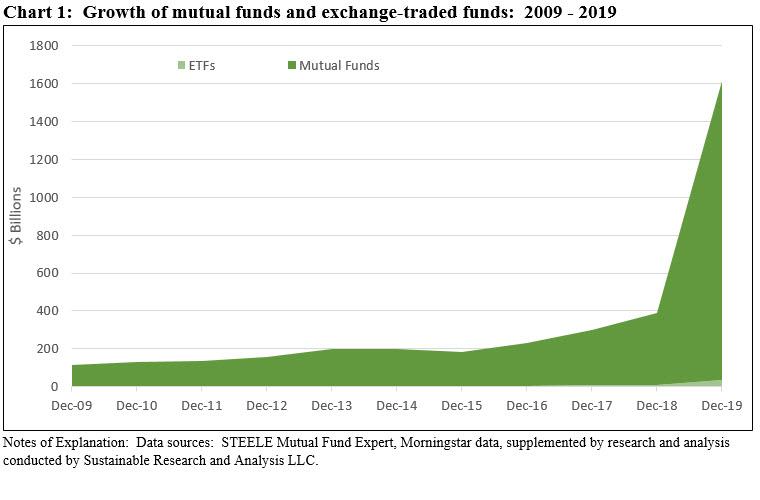 Chart 1:  Growth of mutual funds and exchange-traded funds:  2009 - 2019
1800
ETFs
Mutual Funds
1600
1400
1200
1000
800
600
400
200
0
$ Billions
Dec-09 Dec-10 Dec-11 Dec-12 Dec-13 Dec-14 Dec-15 Dec-16 Dec-17 Dec-18 Dec-19
Notes of Explanation:  Data sources:  STEELE Mutual Fund Expert, Morningstar data, supplemented by research and analysis
conducted by Sustainable Research and Analysis LLC.